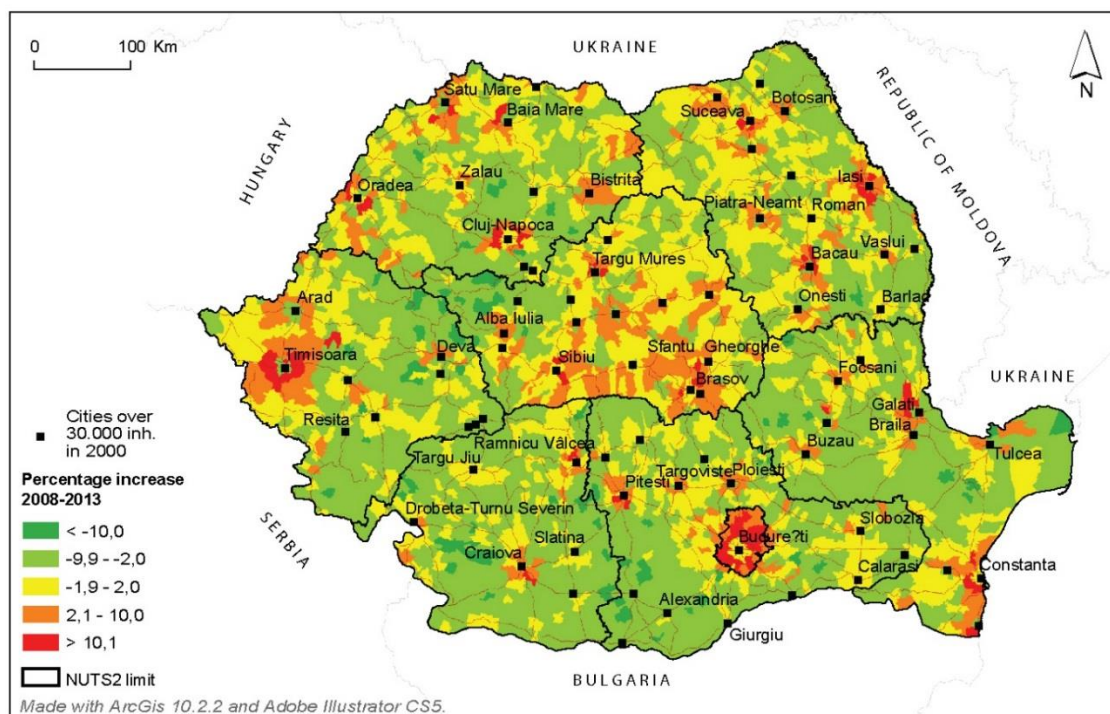 0 100 Km
UKRAINE
N
REPUBLIC OF MOLDOVA
HUNGARY
Satu Mare
Baia Mare
Suceava
Botosani
Oradea
Zalau
Bistrita
Iasi
Piatra-Neamt
Roman
Cluj-Napoca
Targu Mures
Bacau
Vaslui
Arad
Alba Iulia
Onesti
Barlad
Timisoara
Deva
Sibiu
Sfantu Gheorghe
Brasov
Focsani
UKRAINE
Resita
Galati
Braila
Ramnicu Vâlcea
Buzau
Tulcea
Targu Jiu
Targoviste
Ploiesti
Pitesti
Drobeta-Turnu Severin
Slobozia
Slatina
Bucure?ti
Craiova
Calarasi
Constanta
Alexandria
Giurgiu
SERBIA
BULGARIA
Cities over
30.000 inh.
in 2000
Percentage increase
2008-2013
< -10,0
-9,9 - -2,0
-1,9 - 2,0
2,1 - 10,0
> 10,1
NUTS2 limit
Made with ArcGis 10.2.2 and Adobe Illustrator CS5.